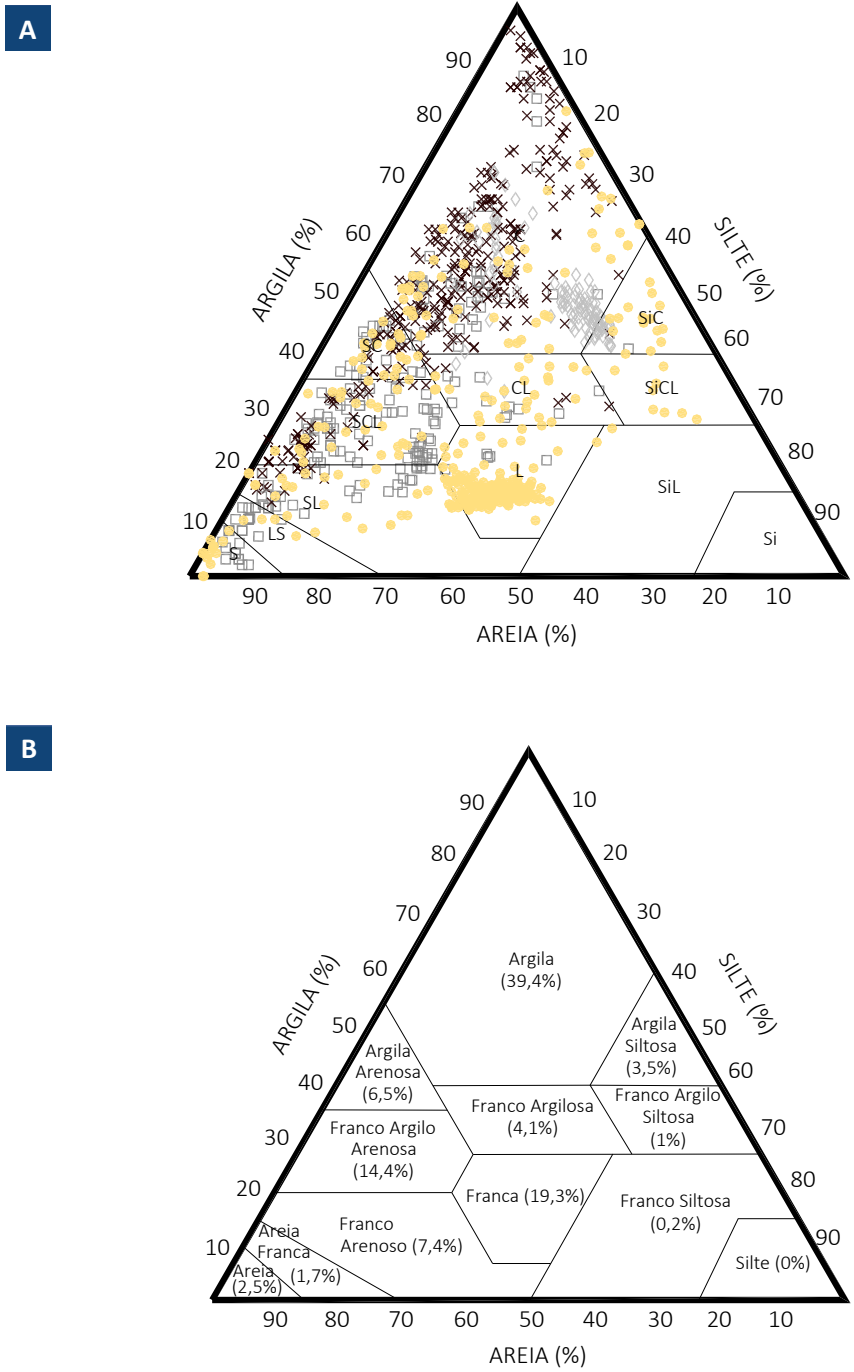 A
90
10
80
20
70
30
60
40
ARGILA (%)
SILTE (%)
50
50
SiC
60
SC
40
CL
SiCL
70
30
SCL
80
20
L
SiL
SL
90
10
LS
Si
S
90 80 70 60 50 40 30 20 10
AREIA (%)
B
90
10
80
20
70
30
Argila
(39,4%)
60
40
ARGILA (%)
SILTE (%)
50
50
Argila
Siltosa
(3,5%)
Argila
Arenosa
(6,5%)
60
40
Franco Argilosa
(4,1%)
Franco Argilo
Siltosa
(1%)
70
30
Franco Argilo
Arenosa
(14,4%)
80
20
Franca (19,3%)
Franco Siltosa
(0,2%)
Franco
Arenoso (7,4%)
90
10
Areia
Franca
(1,7%)
Silte (0%)
Areia
(2,5%)
90 80 70 60 50 40 30 20 10
AREIA (%)